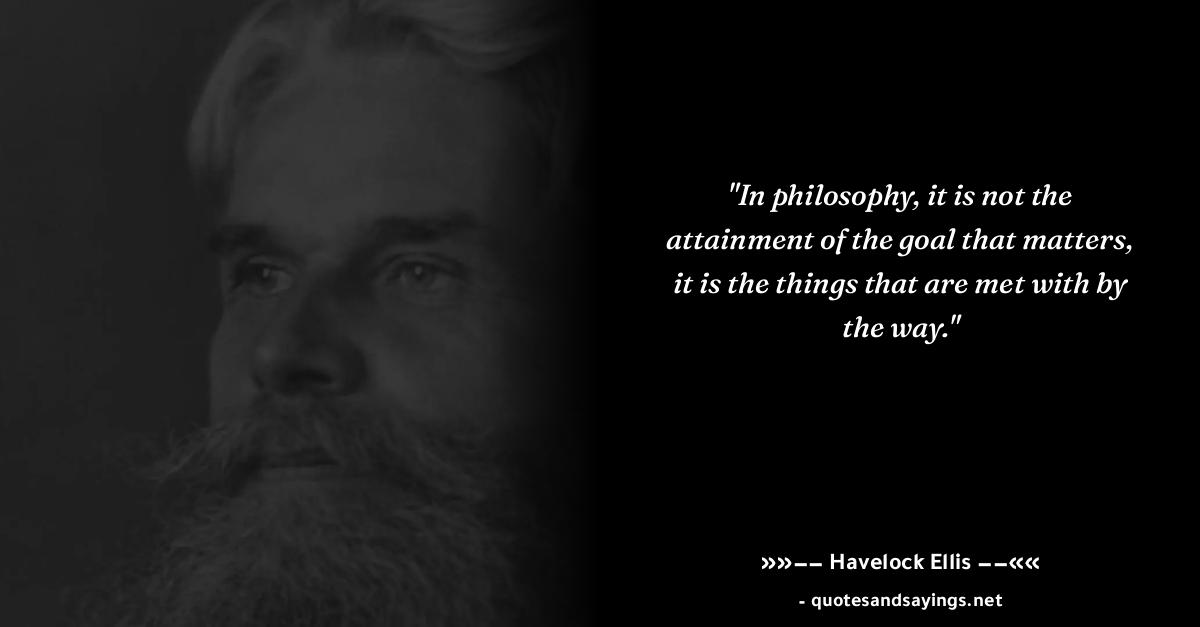 "In philosophy, it is not the
attainment of the goal that matters,
it is the things that are met with by
the way."
»»−− Havelock Ellis −−««
- quotesandsayings.net